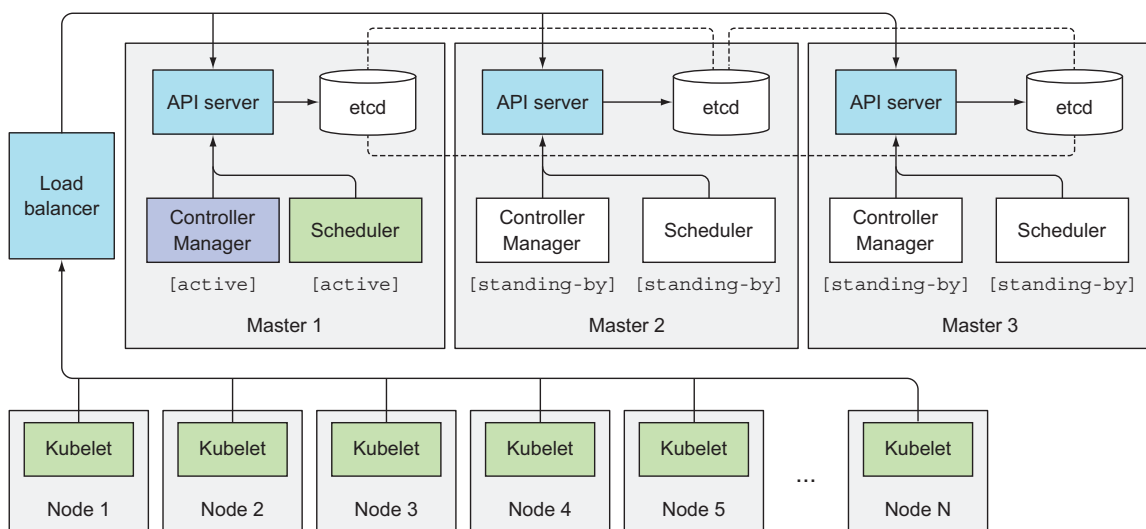 API server
etcd
API server
etcd
API server
etcd
Load
balancer
Controller
Manager
Scheduler
Controller
Manager
Scheduler
Controller
Manager
Scheduler
[active]
[active]
[standing-by]
[standing-by]
[standing-by]
[standing-by]
Master 1
Master 2
Master 3
Kubelet
Kubelet
Kubelet
Kubelet
Kubelet
Kubelet
...
Node 1
Node 2
Node 3
Node 4
Node 5
Node N